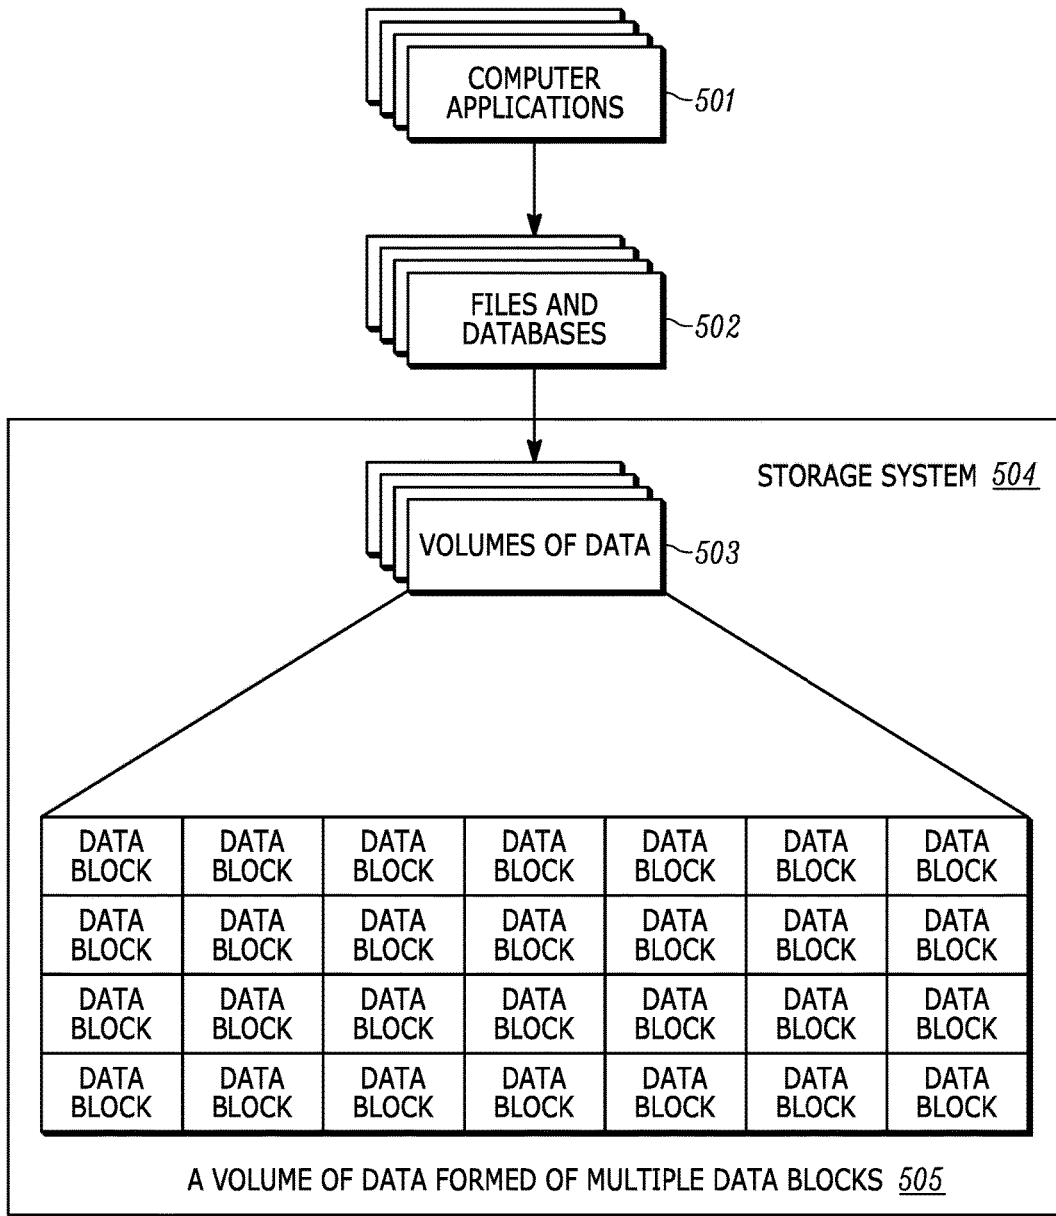 COMPUTER
APPLICATIONS
501
FILES AND
DATABASES
502
STORAGE SYSTEM 504
VOLUMES OF DATA
503
DATA DATA DATA DATA DATA DATA DATA
BLOCK BLOCK BLOCK BLOCK BLOCK BLOCK BLOCK
DATA DATA DATA DATA DATA DATA DATA
BLOCK BLOCK BLOCK BLOCK BLOCK BLOCK BLOCK
DATA DATA DATA DATA DATA DATA DATA
BLOCK BLOCK BLOCK BLOCK BLOCK BLOCK BLOCK
DATA DATA DATA DATA DATA DATA DATA
BLOCK BLOCK BLOCK BLOCK BLOCK BLOCK BLOCK
A VOLUME OF DATA FORMED OF MULTIPLE DATA BLOCKS 505